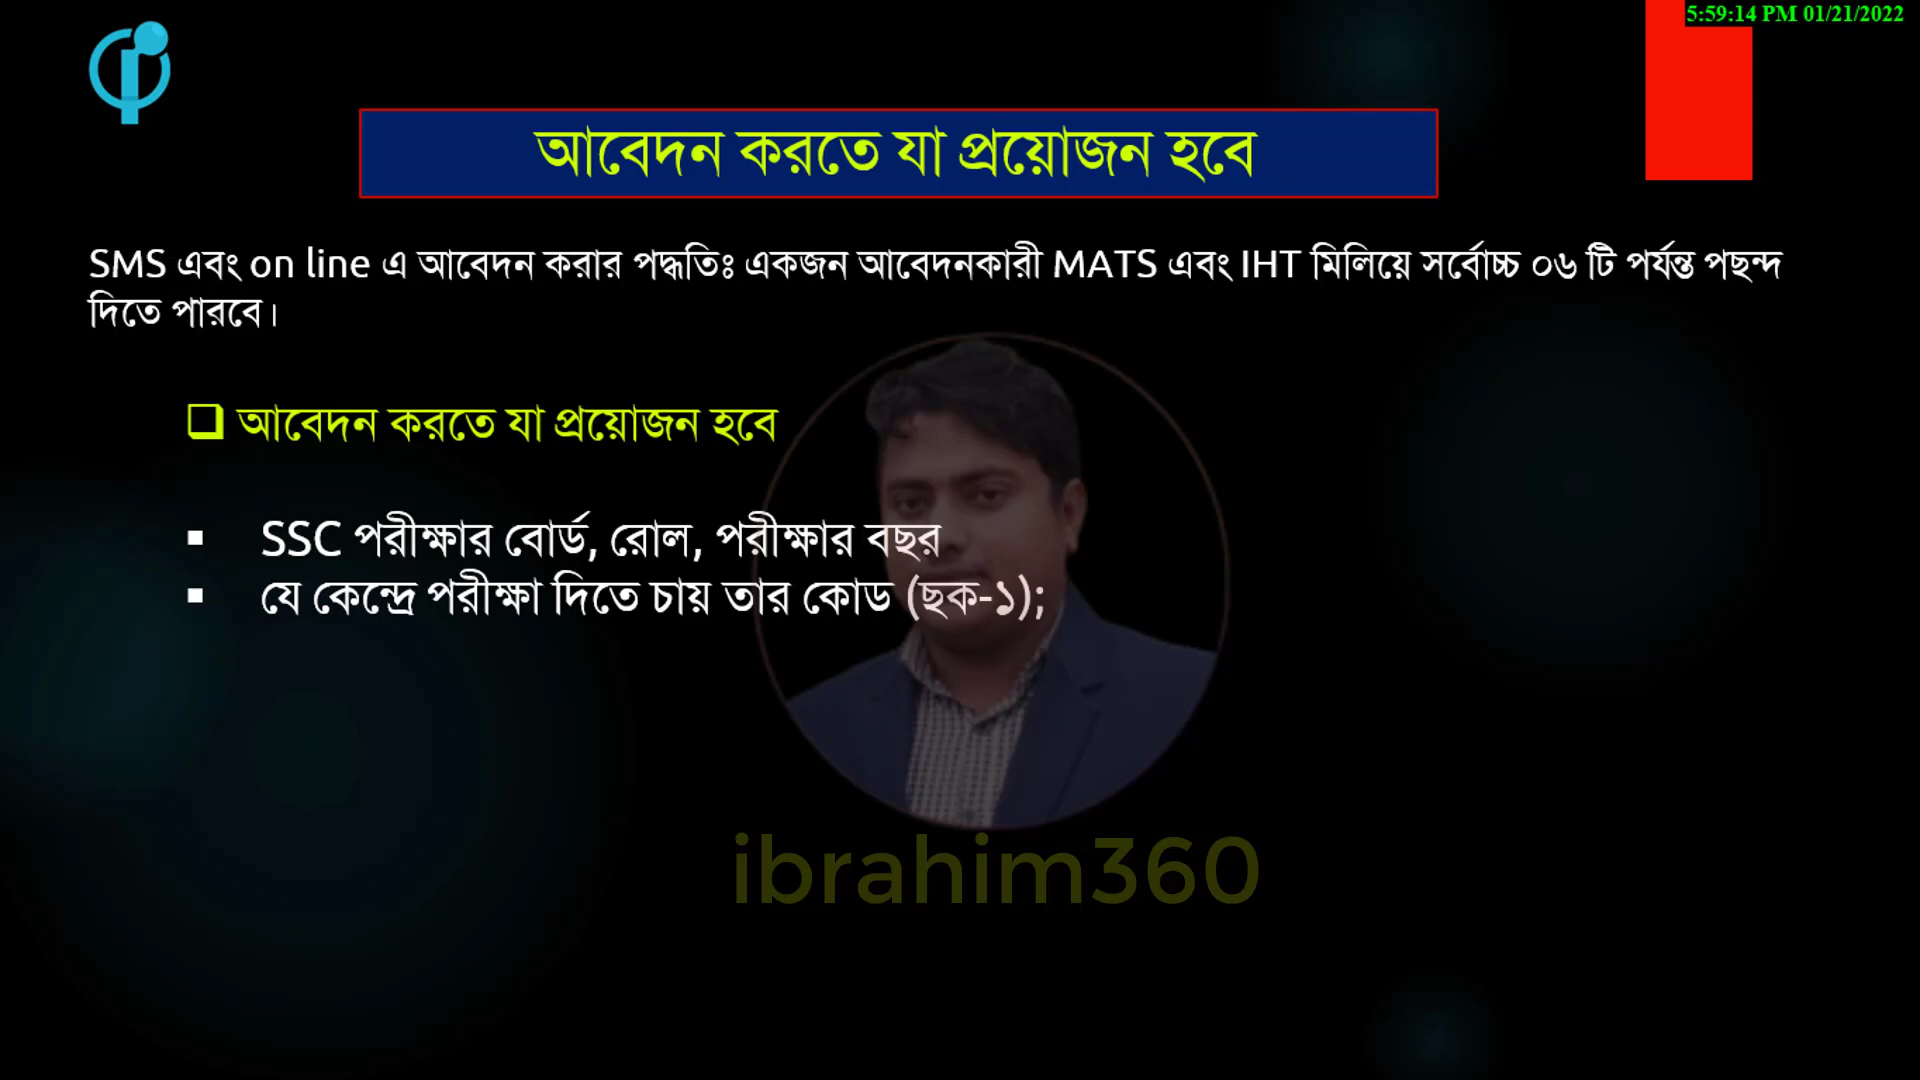 5:59:14 PM 01/21/2022
আবেদন করতে যা প্রয়োজন হবে
SMS এবং on line এ আবেদন করার পদ্ধতিঃ একজন আবেদনকারী MATS এবং IHT মিলিয়ে সর্বোচ্চ ০৬ টি পর্যন্ত পছন্দ
দিতে পারবে।
আবেদন করতে যা প্রয়োজন হবে
SSC পরীক্ষার বোর্ড, রোল, পরীক্ষার বছর
যে কেন্দ্রে পরীক্ষা দিতে চায় তার কোড (ছক-১);
ibrahim360